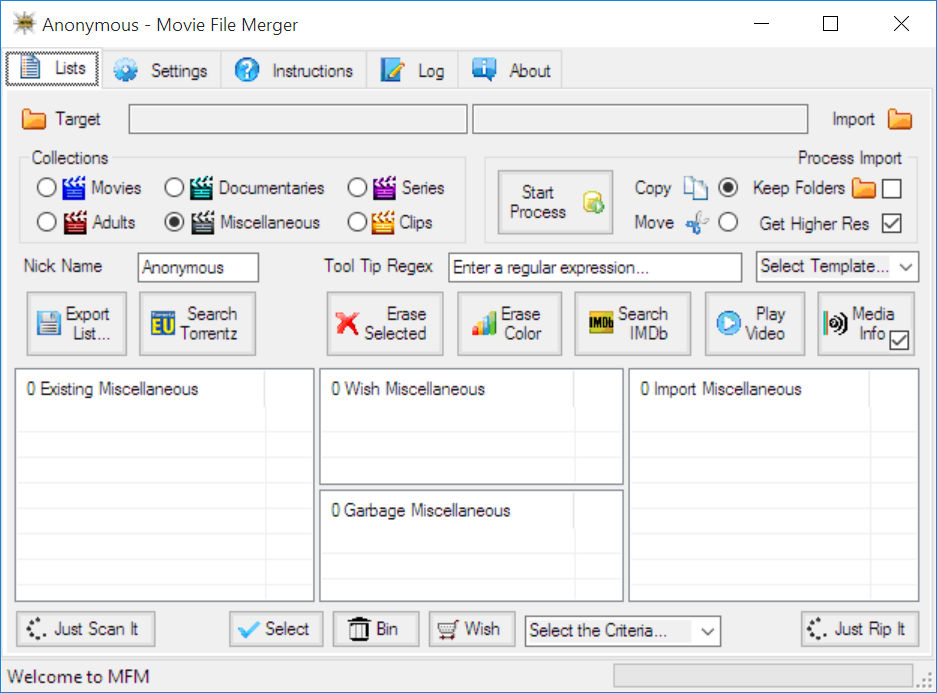 Anonymous - Movie File Merger
Lists
Settings
Instructions
Log
About
Target
Import
Collections
Process Import
Movies
Documentaries
Series
Adults
Miscellaneous
Clips
Start
Process
Copy
Keep Folders
Move
Get Higher Res
Nick Name
Anonymous
Tool Tip Regex
Enter a regular expression...
Select Template...
Export
List...
EU
Search
Torrentz
Erase
Selected
Erase
Color
IMDb
Search
IMDb
Play
Video
Media
Info
0 Existing Miscellaneous
0 Wish Miscellaneous
0 Import Miscellaneous
0 Garbage Miscellaneous
Just Scan It
Select
Bin
Wish
Select the Criteria...
Just Rip It
Welcome to MFM